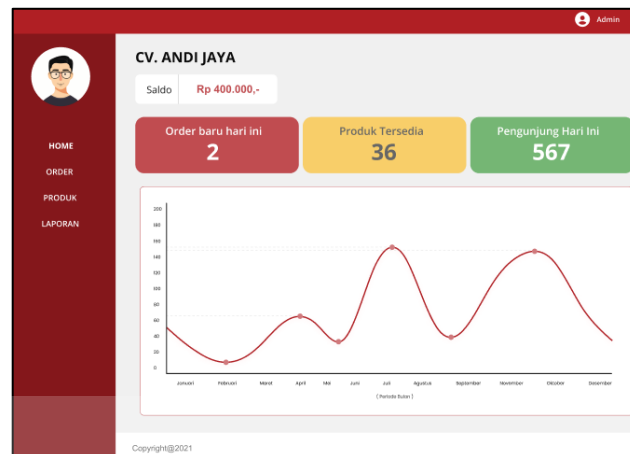 Admin
CV. ANDI JAYA
Saldo Rp 400.000,-
HOME
ORDER
PRODUK
LAPORAN
Order baru hari ini
2
Produk Tersedia
36
Pengunjung Hari Ini
567
200
180
160
140
120
100
80
60
40
20
0
Januari Februari Maret April Mei Juni Juli Agustus September November Oktober Desember
[ Periode Bulan ]
Copyright@2021